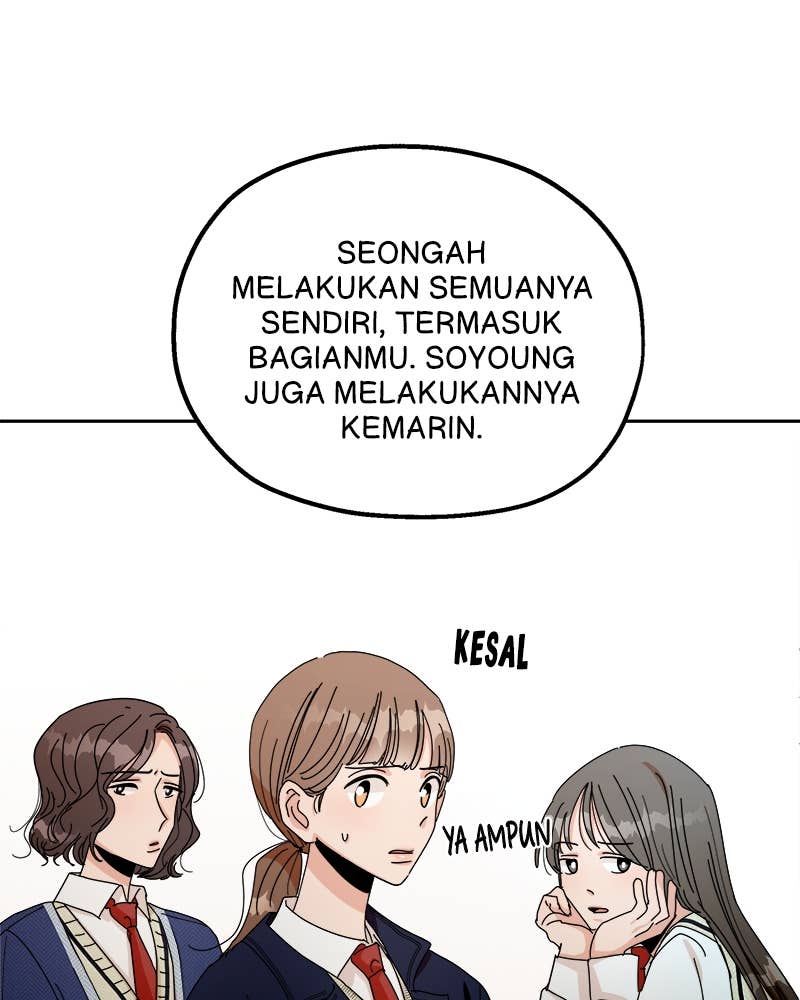 SEONGAH
MELAKUKAN SEMUANYA
SENDIRI, TERMASUK
BAGIANMU. SOYOUNG
JUGA MELAKUKANNYA
KEMARIN.
KESAL
YA AMPUN